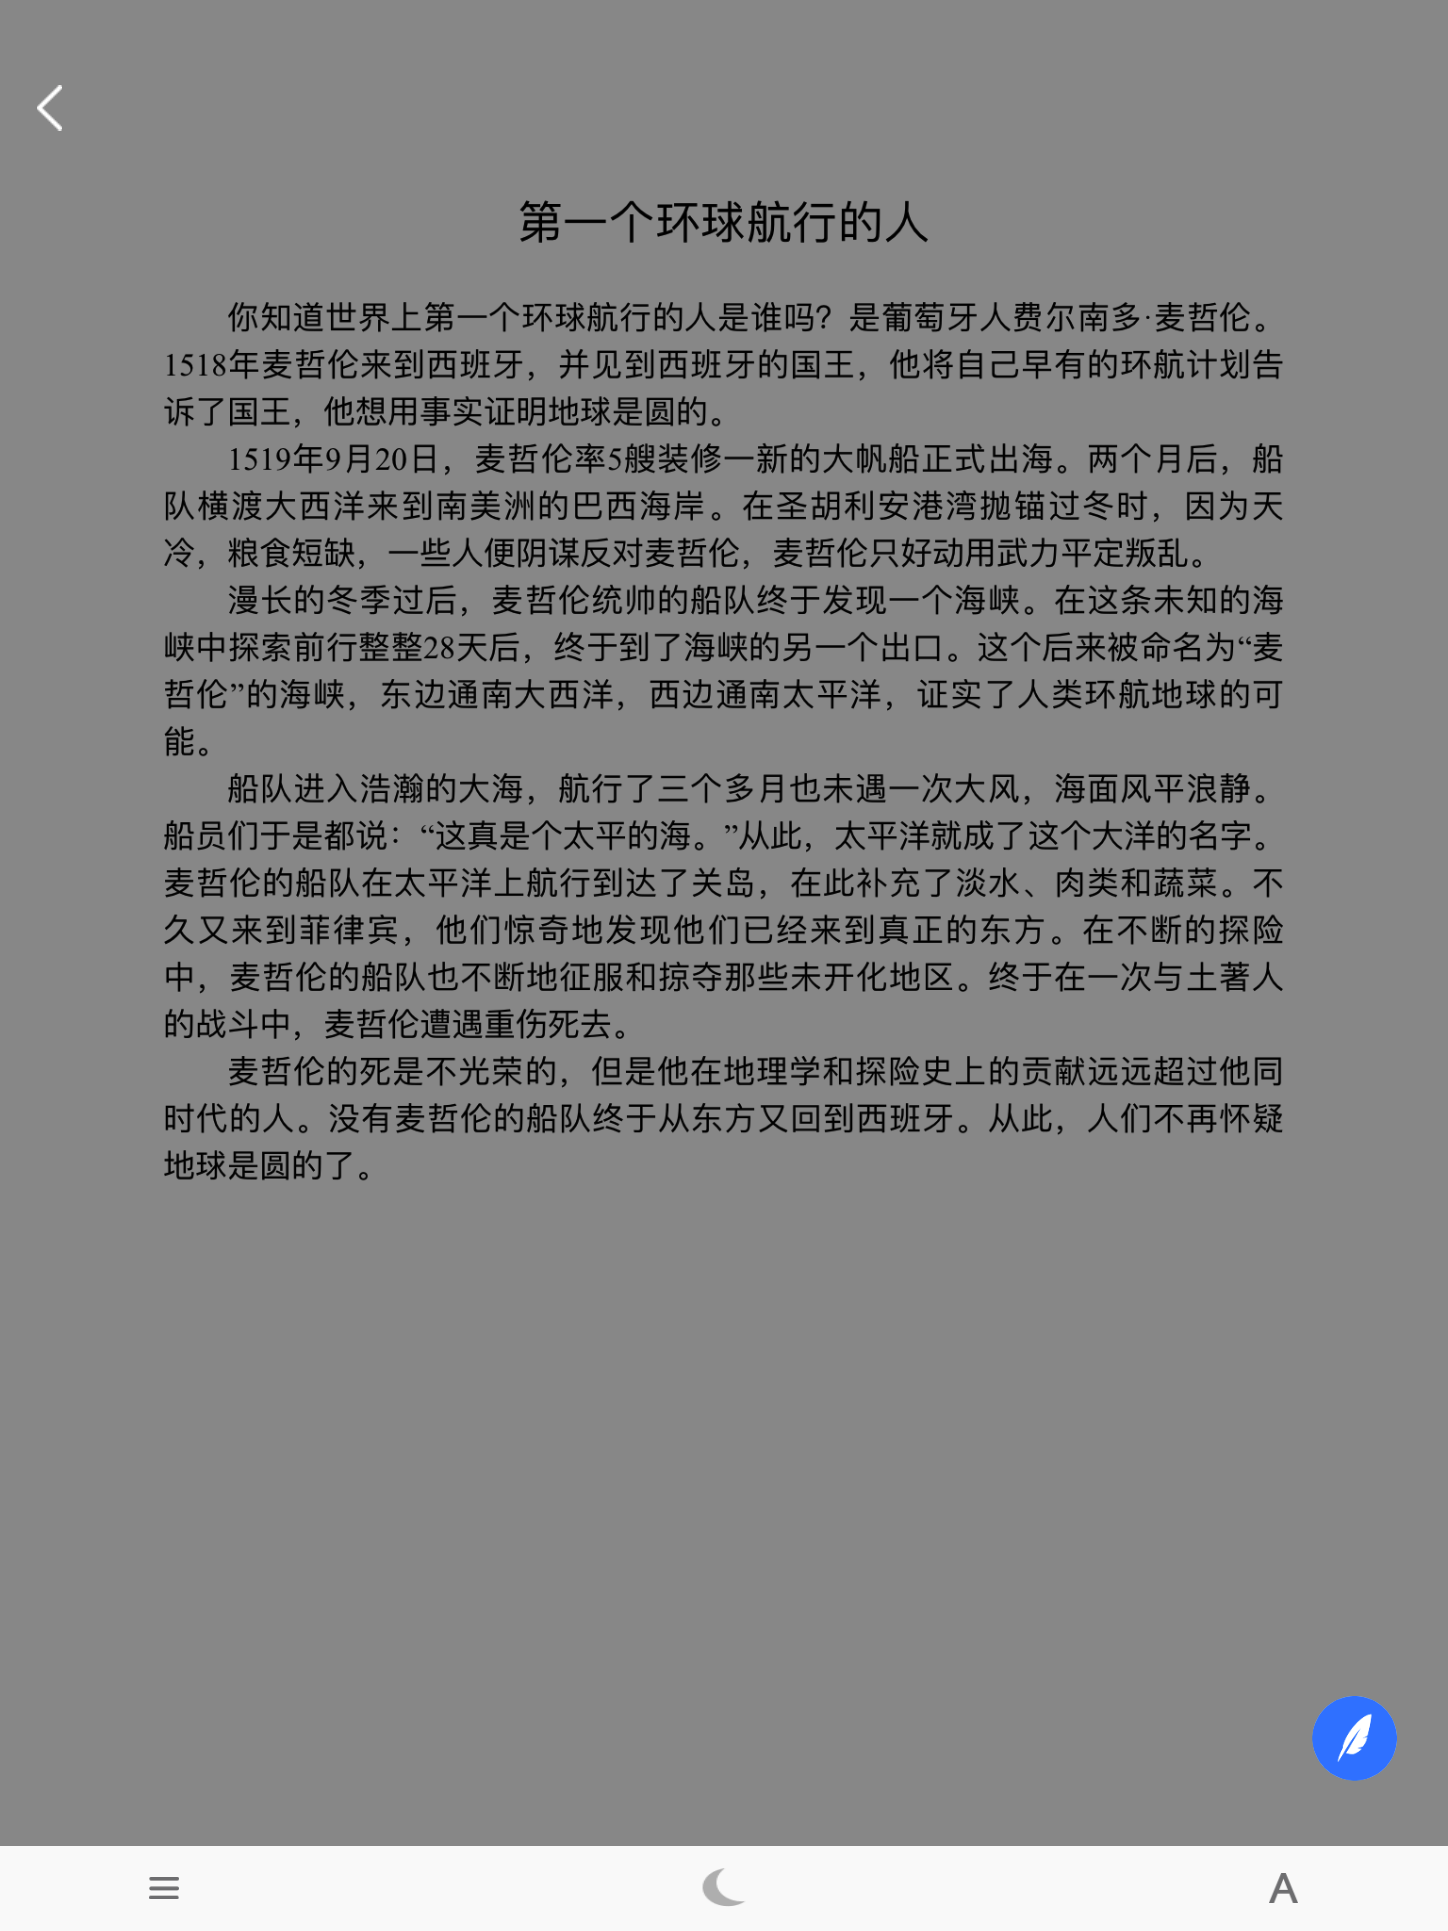 第一个环球航行的人
你知道世界上第一个环球航行的人是谁吗？是葡萄牙人费尔南多·麦哲伦。
1518年麦哲伦来到西班牙，并见到西班牙的国王，他将自己早有的环航计划告
诉了国王，他想用事实证明地球是圆的。
1519年9月20日，麦哲伦率5艘装修一新的大帆船正式出海。两个月后，船
队横渡大西洋来到南美洲的巴西海岸。在圣胡利安港湾抛锚过冬时，因为天
冷，粮食短缺，一些人便阴谋反对麦哲伦，麦哲伦只好动用武力平定叛乱。
漫长的冬季过后，麦哲伦统帅的船队终于发现一个海峡。在这条未知的海
峡中探索前行整整28天后，终于到了海峡的另一个出口。这个后来被命名为“麦
哲伦”的海峡，东边通南大西洋，西边通南太平洋，证实了人类环航地球的可
能。
船队进入浩瀚的大海，航行了三个多月也未遇一次大风，海面风平浪静。
船员们于是都说：“这真是个太平的海。”从此，太平洋就成了这个大洋的名字。
麦哲伦的船队在太平洋上航行到达了关岛，在此补充了淡水、肉类和蔬菜。不
久又来到菲律宾，他们惊奇地发现他们已经来到真正的东方。在不断的探险
中，麦哲伦的船队也不断地征服和掠夺那些未开化地区。终于在一次与土著人
的战斗中，麦哲伦遭遇重伤死去。
麦哲伦的死是不光荣的，但是他在地理学和探险史上的贡献远远超过他同
时代的人。没有麦哲伦的船队终于从东方又回到西班牙。从此，人们不再怀疑
地球是圆的了。
A